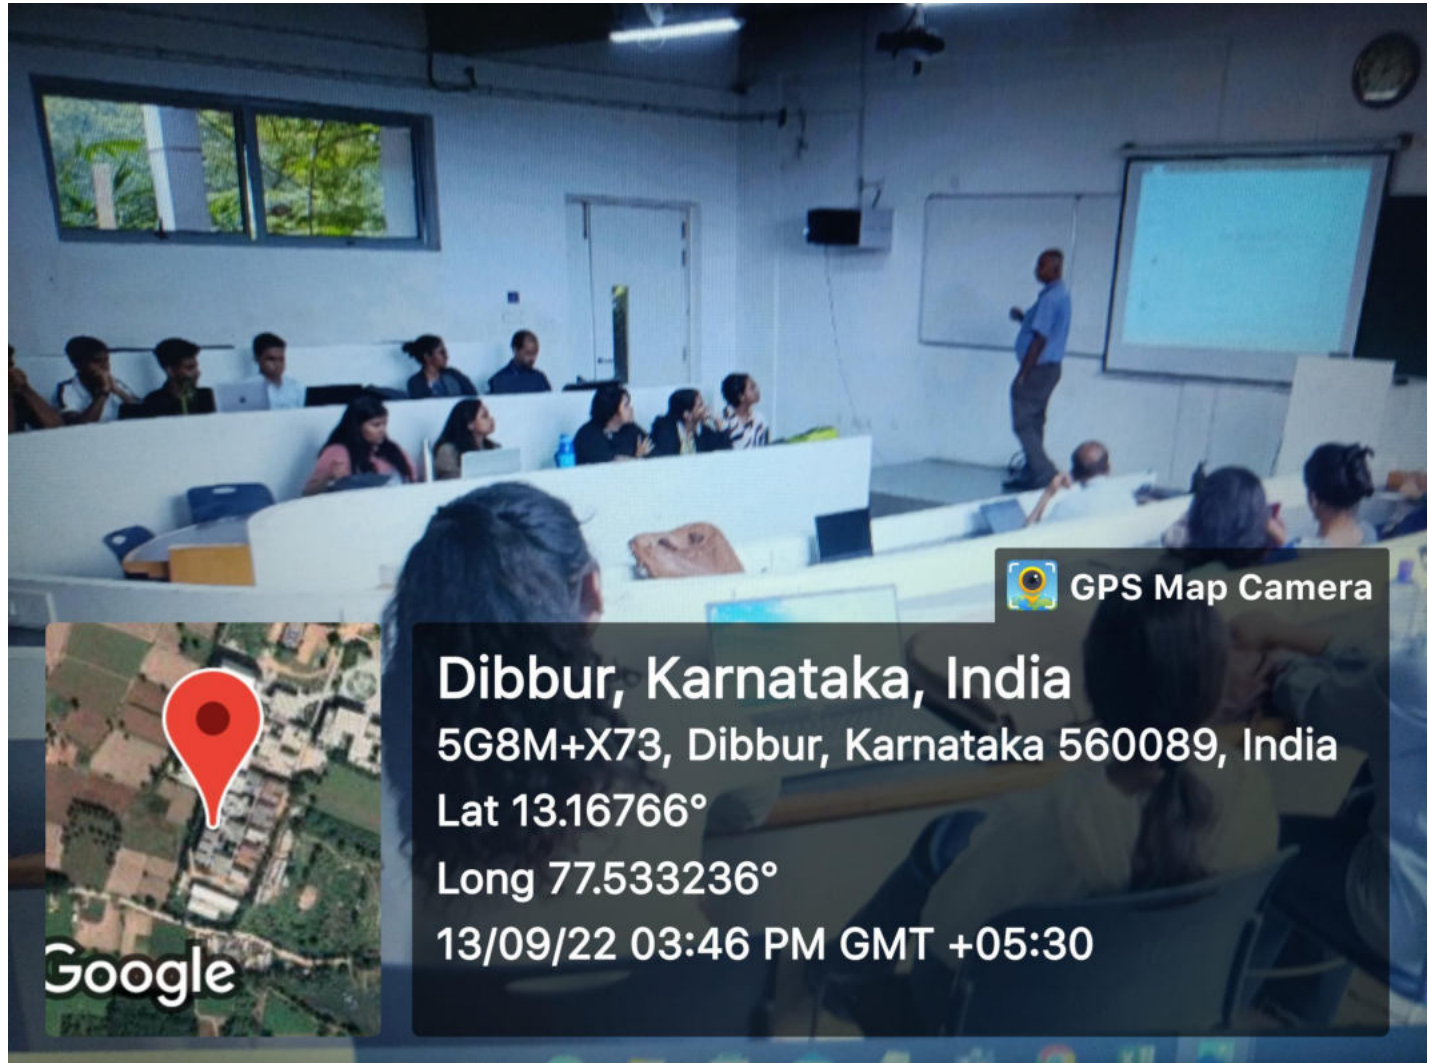 GPS Map Camera
Dibbur, Karnataka, India
5G8M+X73, Dibbur, Karnataka 560089, India
Lat 13.16766°
Long 77.533236°
13/09/22 03:46 PM GMT +05:30
Google